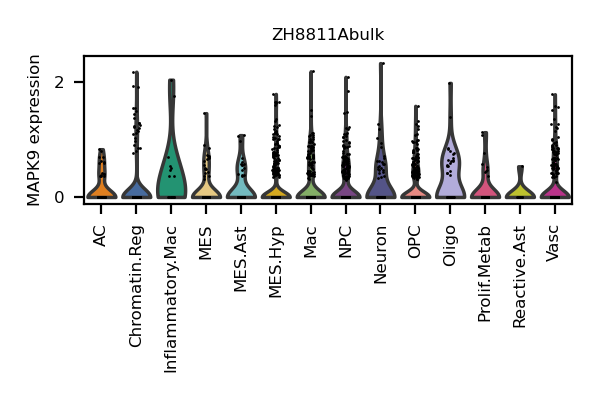 ZH8811Abulk
MAPK9 expression
2
0
AC
Chromatin.Reg
Inflammatory.Mac
MES
MES.Ast
MES.Hyp
Mac
NPC
Neuron
OPC
Oligo
Prolif.Metab
Reactive.Ast
Vasc